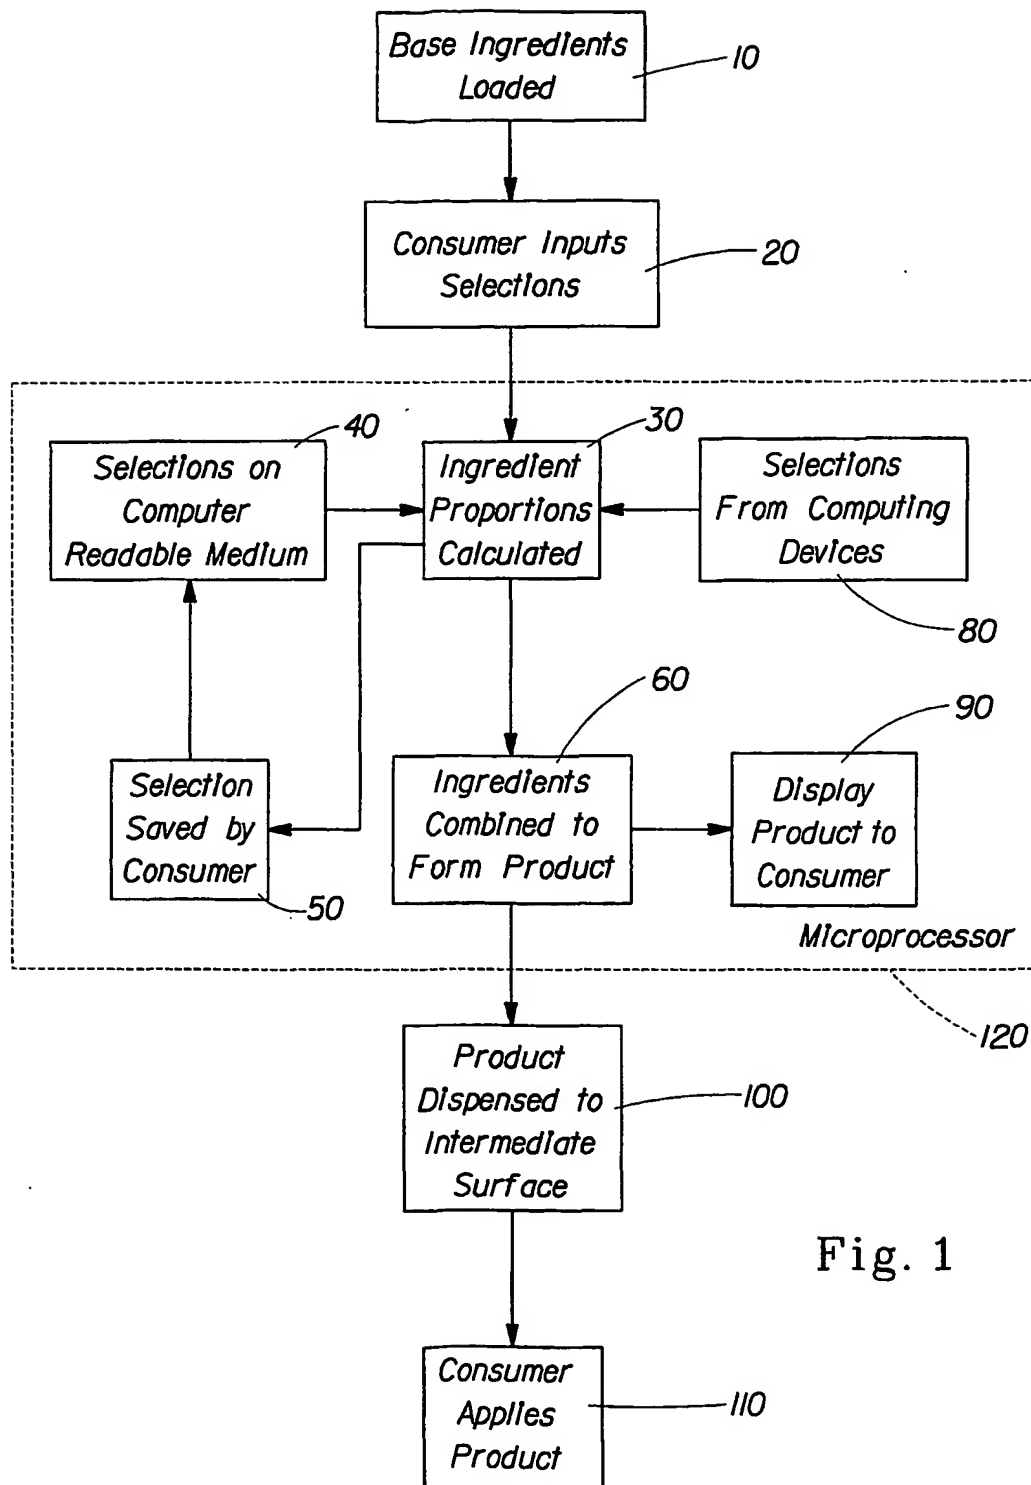 Base Ingredients
Loaded
10
Consumer Inputs
Selections
20
40
Selections on
Computer
Readable Medium
30
Ingredient
Proportions
Calculated
Selections
From Computing
Devices
80
60
90
Selection
Saved by
Consumer
50
Ingredients
Combined to
Form Product
Display
Product to
Consumer
Microprocessor
120
Product
Dispensed to
Intermediate
Surface
100
Fig. 1
Consumer
Applies
Product
110